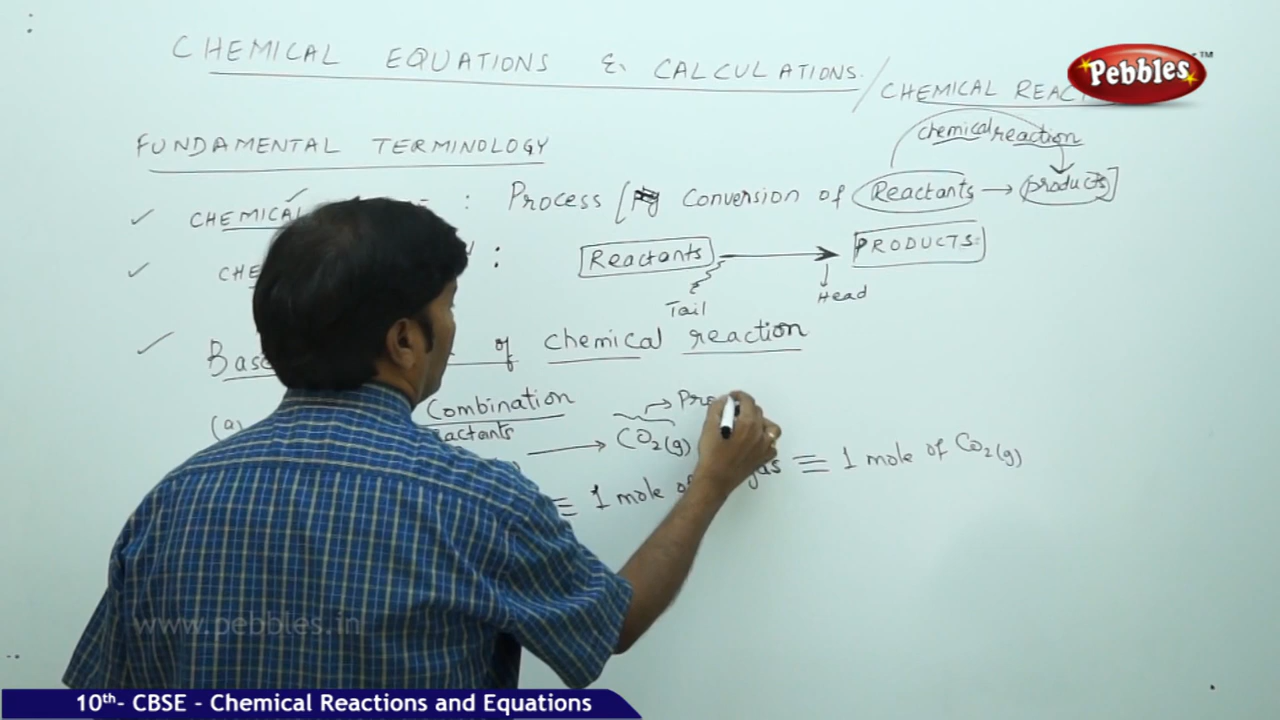 CHEMICAL EQUATIONS & CALCULATIONS. / CHEMICAL REAC
Pebbles TM
chemical reaction
FUNDAMENTAL TERMINOLOGY
✓ CHEMICAL : Process [ Conversion of Reactants → products]
✓ CHE : Reactants → PRODUCTS:
Tail Head
✓ of chemical reaction
(a) Combination
actants → Pro
→ CO2(g)
≡ 1 mole of gas ≡ 1 mole of CO2(g)
www.pebbles.in
10th- CBSE - Chemical Reactions and Equations